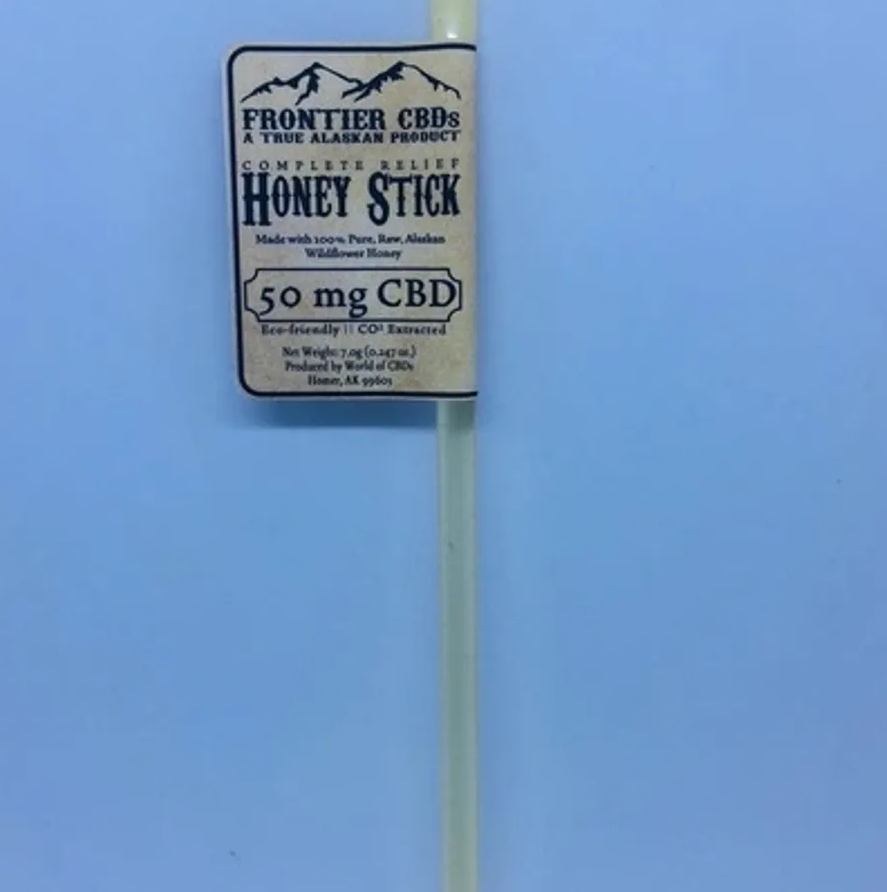 FRONTIER CBDs
A TRUE ALASKAN PRODUCT
COMPLETE RELIEF
HONEY STICK
Made with 100% Pure, Raw, Alaskan
Wildflower Honey
50 mg CBD
Eco-friendly || CO² Extracted
Net Weight: 7.0g (0.247 oz.)
Produced by World of CBDs
Homer, AK 99603